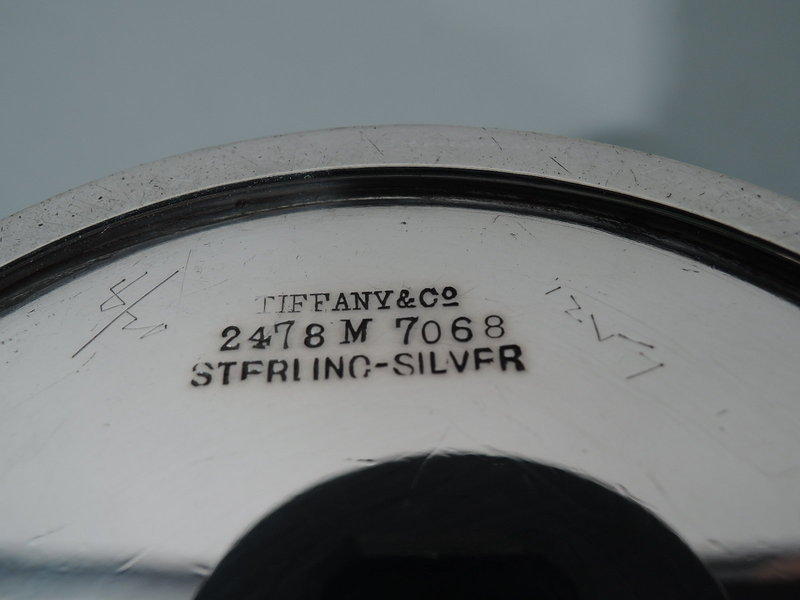 TIFFANY & Cº
2478 M 7068
STERLING-SILVER